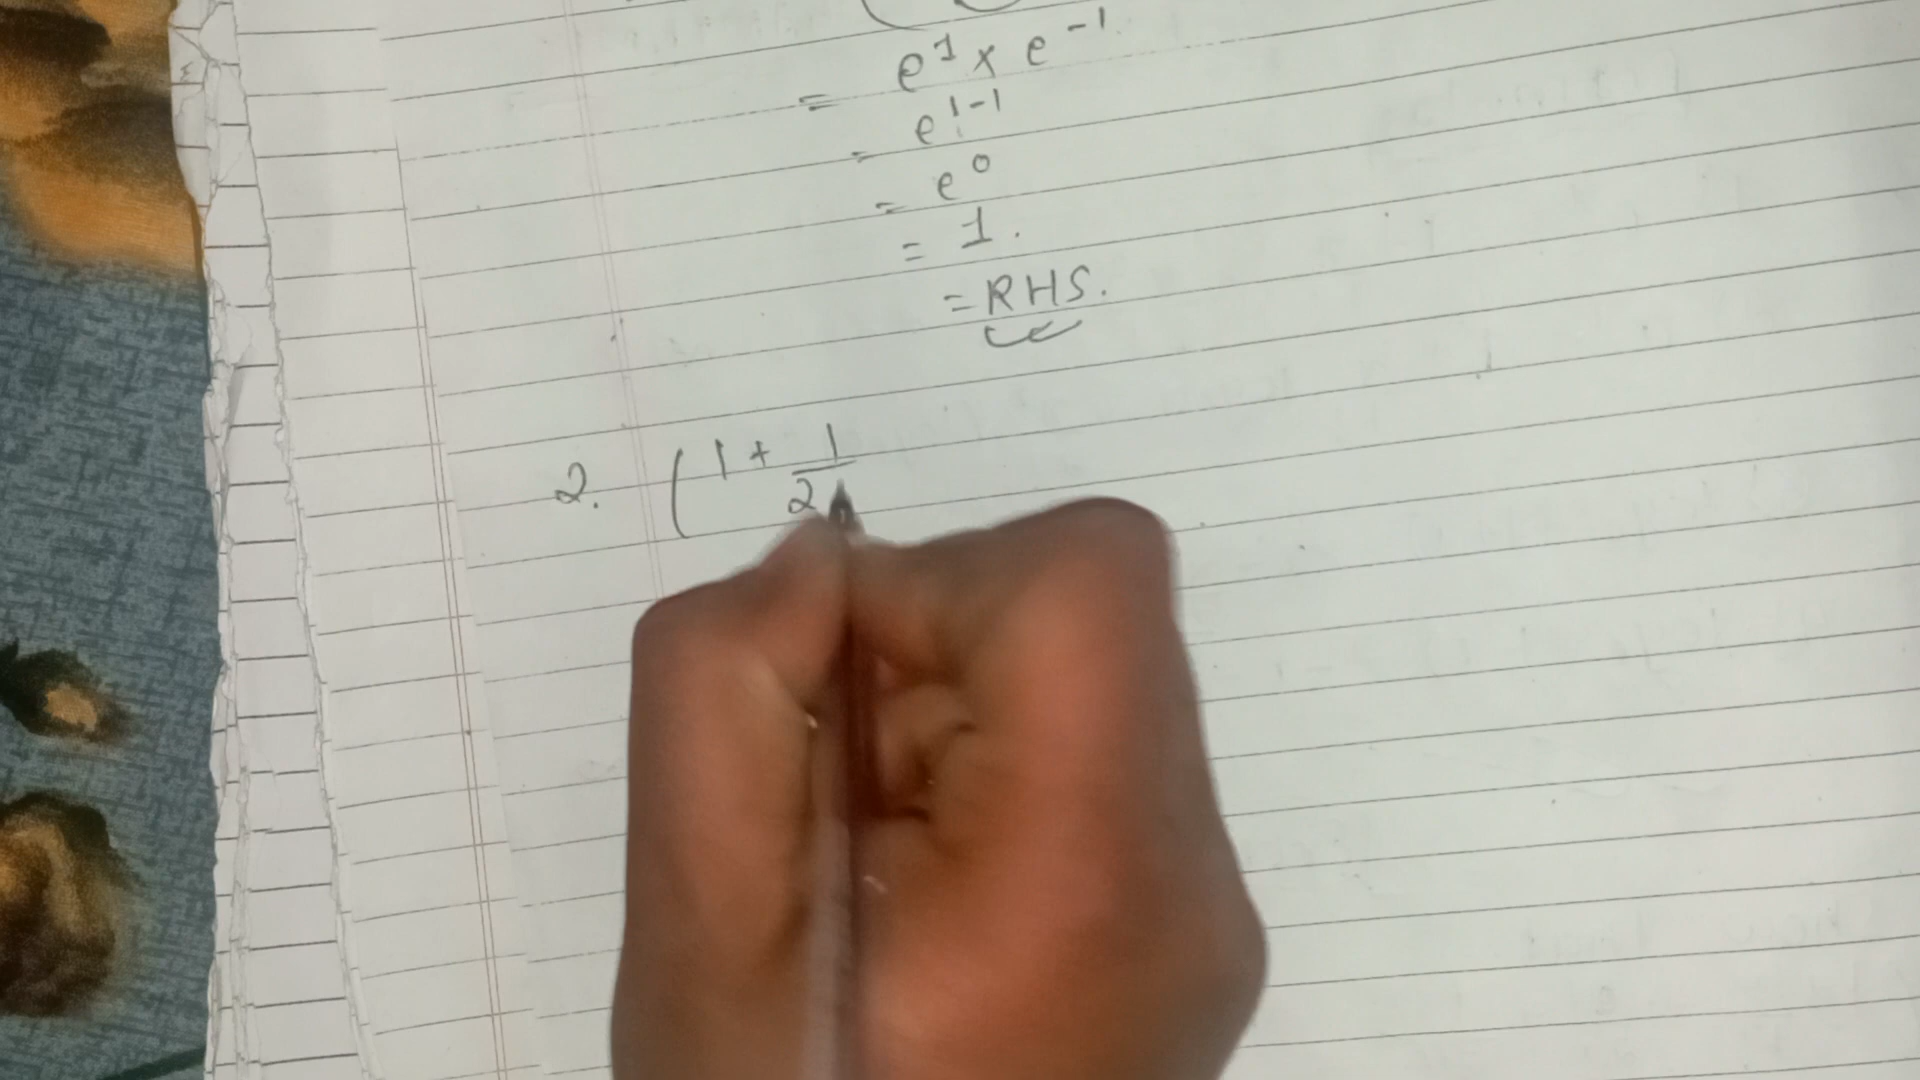 = e^1 × e^-1
= e^1-1
= e^0
= 1.
= RHS.
2. (1 + 1/2